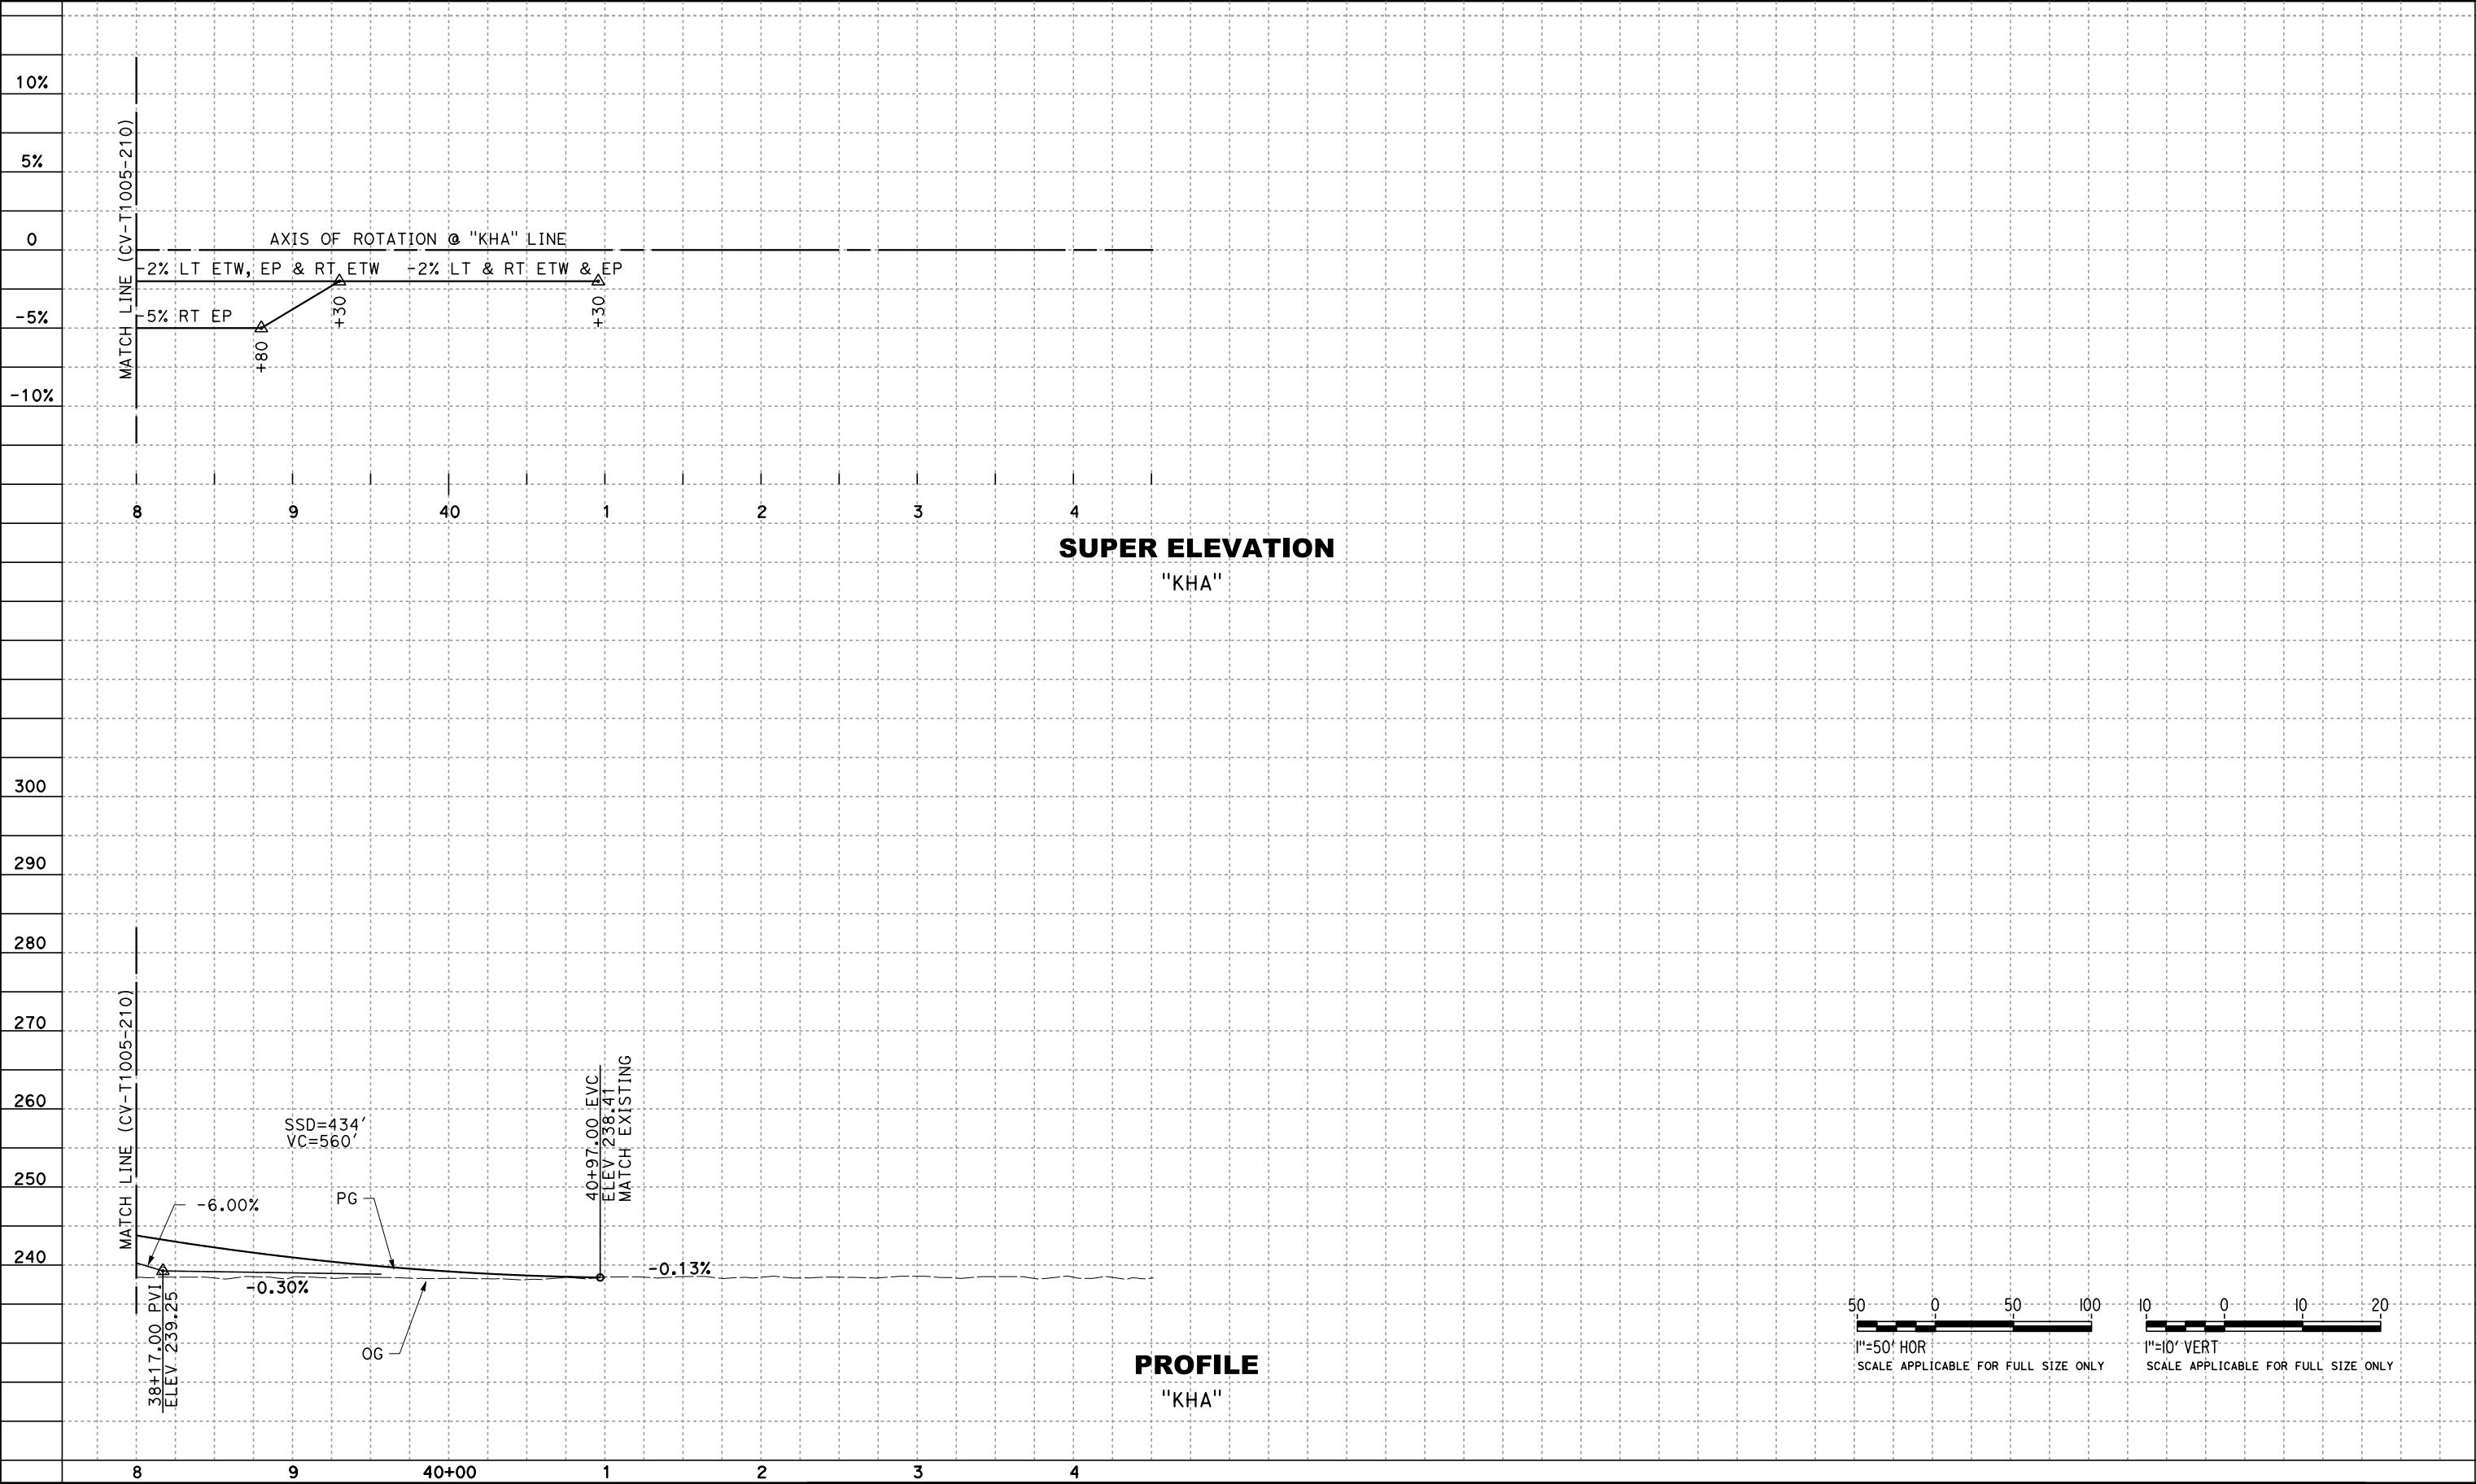 10%
5%
0
-5%
-10%
MATCH LINE (CV-T1005-210)
AXIS OF ROTATION @ "KHA" LINE
-2% LT ETW, EP & RT ETW
-2% LT & RT ETW & EP
-5% RT EP
+80
+30
+30
8 9 40 1 2 3 4
SUPER ELEVATION
"KHA"
300
290
280
270
260
250
240
MATCH LINE (CV-T1005-210)
SSD=434'
VC=560'
-6.00%
PG
40+97.00 EVC
ELEV 238.41
MATCH EXISTING
-0.13%
-0.30%
38+17.00 PVI
ELEV 239.25
OG
PROFILE
"KHA"
50 0 50 100
1"=50' HOR
SCALE APPLICABLE FOR FULL SIZE ONLY
10 0 10 20
1"=10' VERT
SCALE APPLICABLE FOR FULL SIZE ONLY
8 9 40+00 1 2 3 4